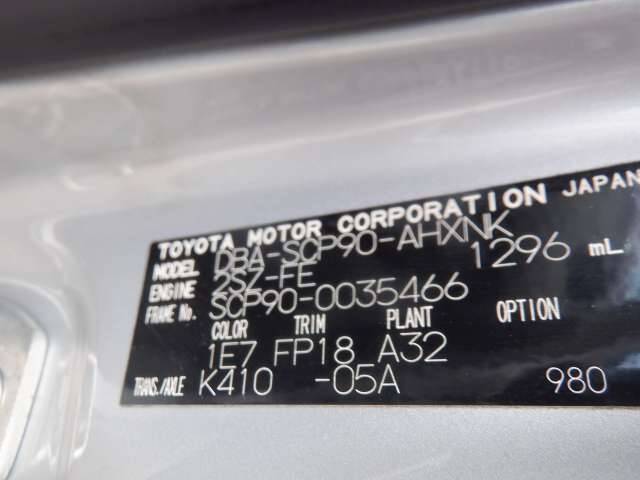 TOYOTA MOTOR CORPORATION JAPAN
MODEL DBA-SCP90-AHXNK
ENGINE 2SZ-FE 1296 mL
FRAME No. SCP90-0035466
COLOR TRIM PLANT OPTION
1E7 FP18 A32
TRANS./AXLE K410 -05A 980